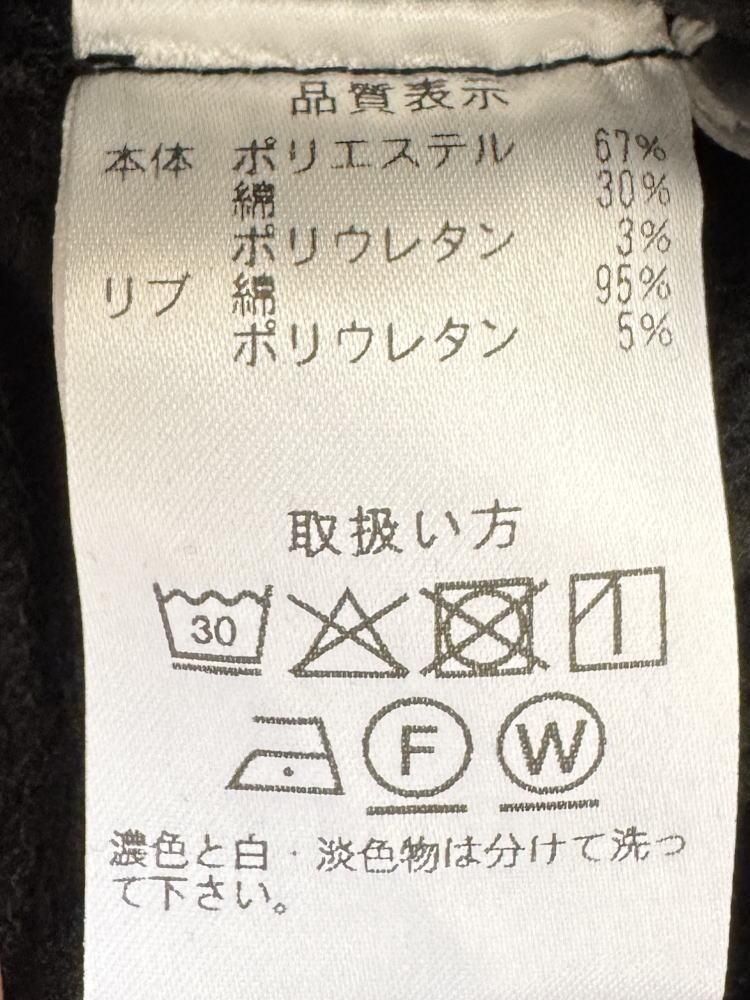 品質表示
本体 ポリエステル 67%
綿 30%
ポリウレタン 3%
リブ 綿 95%
ポリウレタン 5%
取扱い方
30
F W
濃色と白・淡色物は分けて洗っ
て下さい。